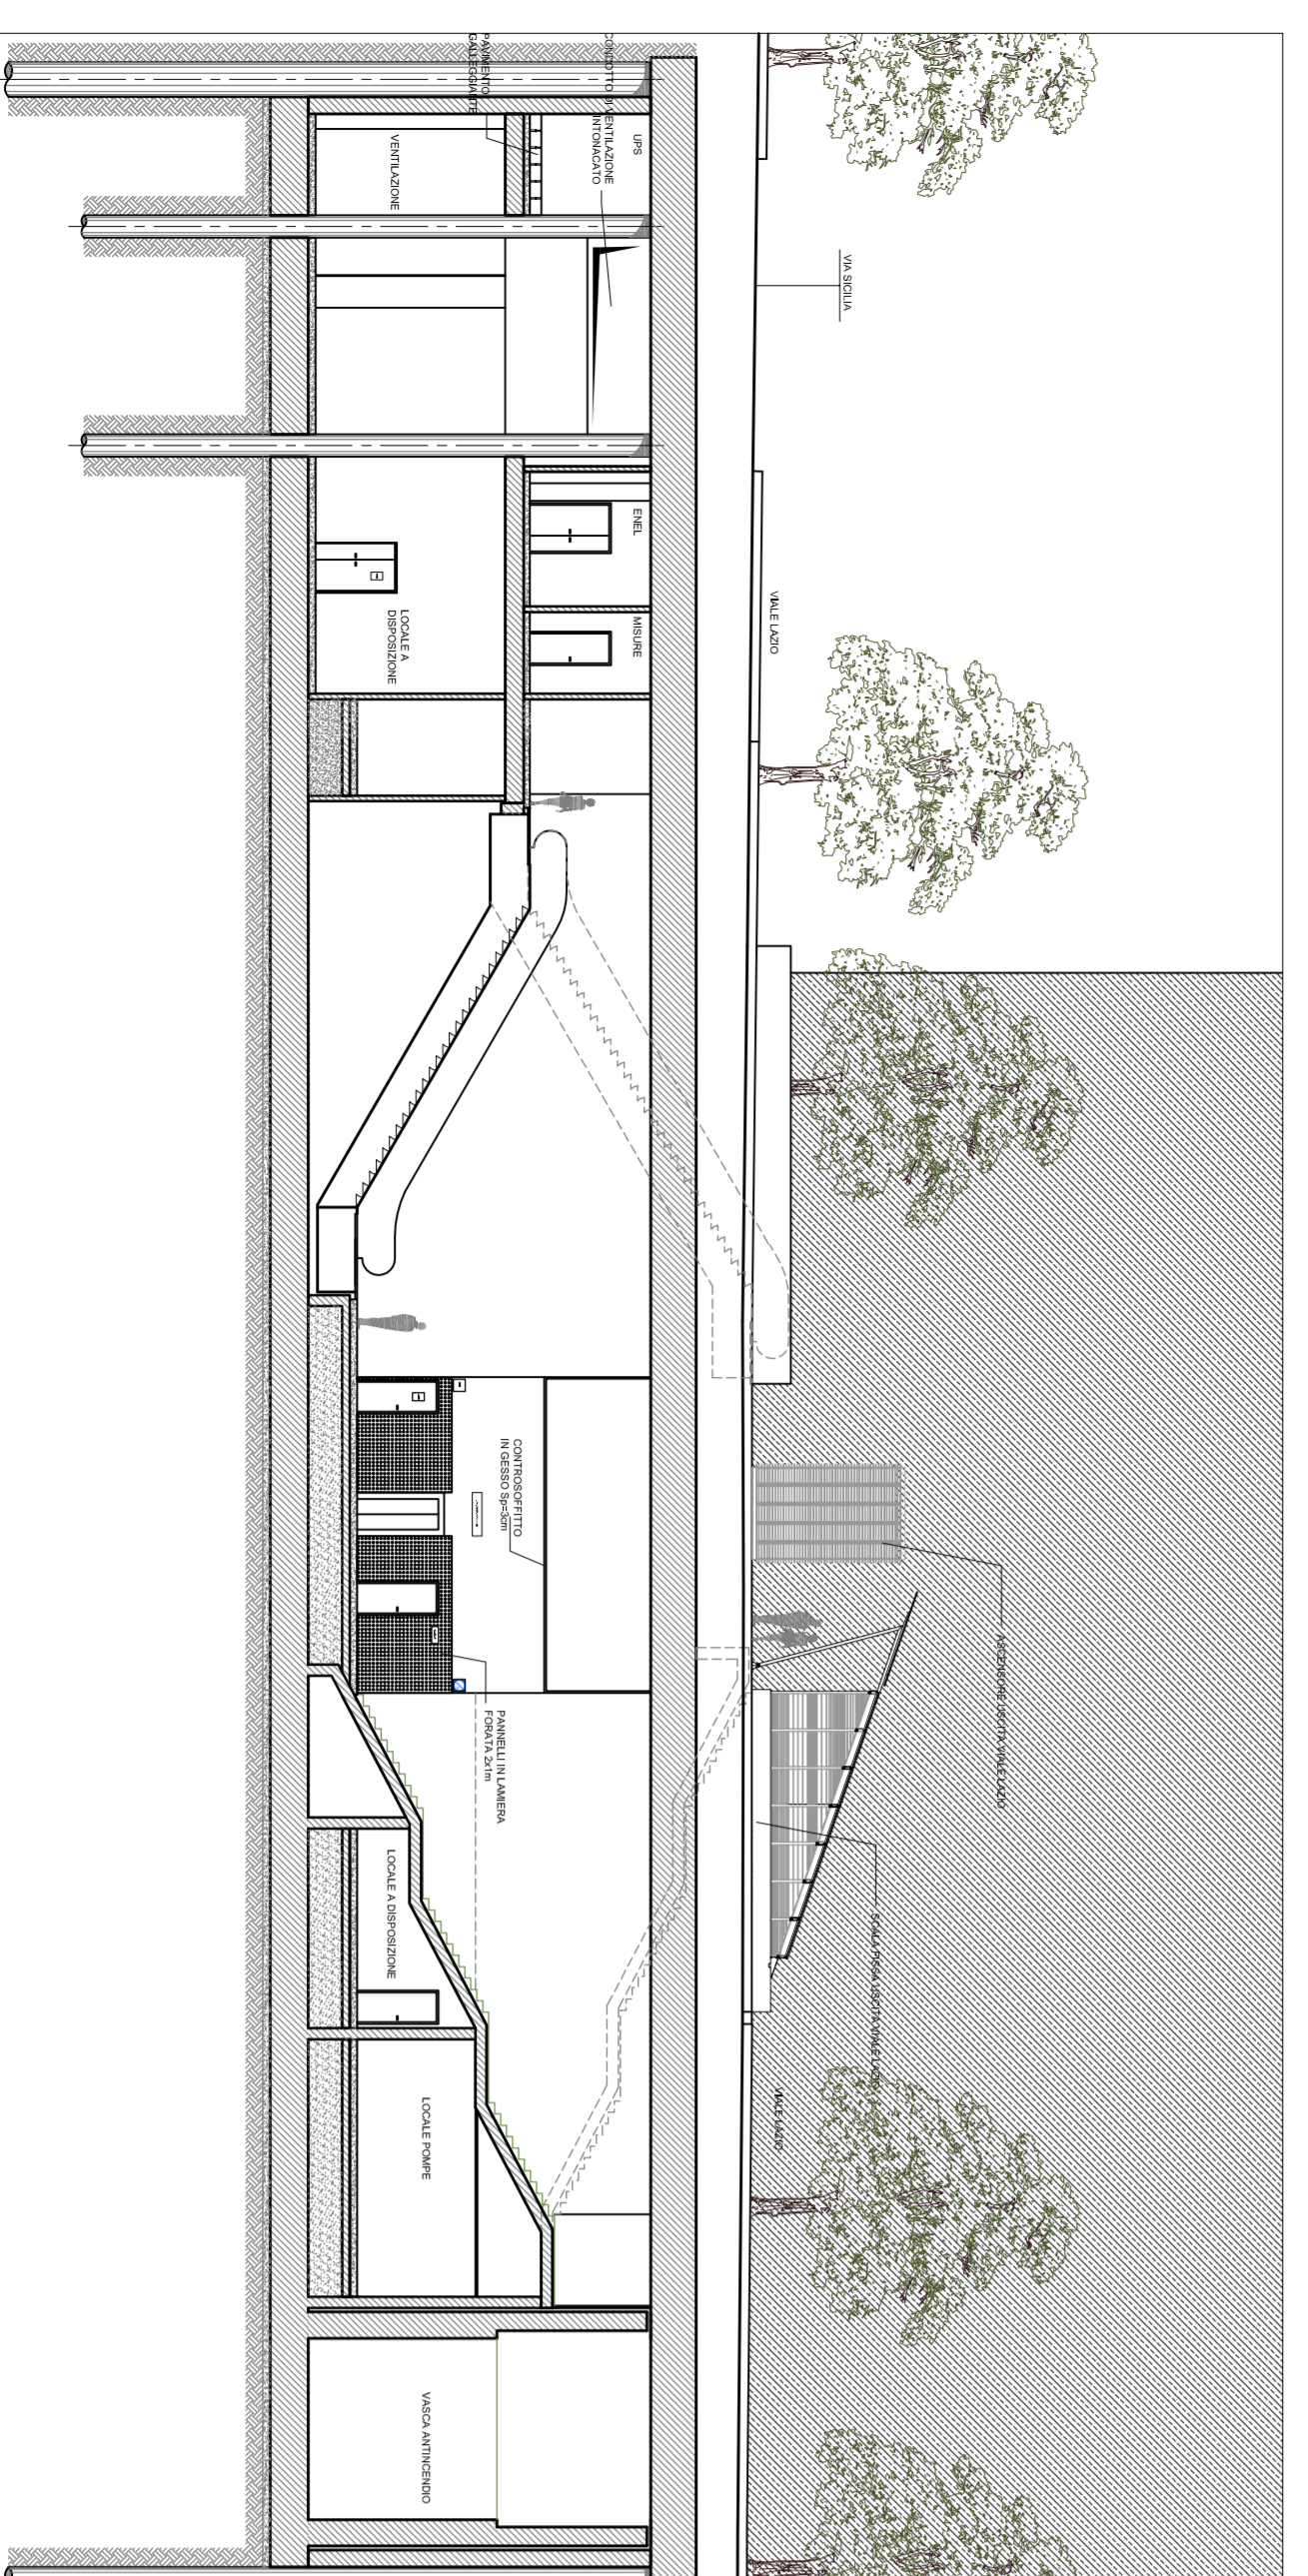 VIA SICILIA
VIALE LAZIO
ASCENSORE USCITA VIALE LAZIO
SCALA FISSA USCITA VIALE LAZIO
VIALE LAZIO
UPS
CONDOTTO DI VENTILAZIONE
INTONACATO
PAVIMENTO
GALLEGGIANTE
ENEL
MISURE
VENTILAZIONE
LOCALE A
DISPOSIZIONE
CONTROSOFFITTO
IN GESSO Sp=3cm
PANNELLI IN LAMIERA
FORATA 2x1m
LOCALE A DISPOSIZIONE
LOCALE POMPE
VASCA ANTINCENDIO